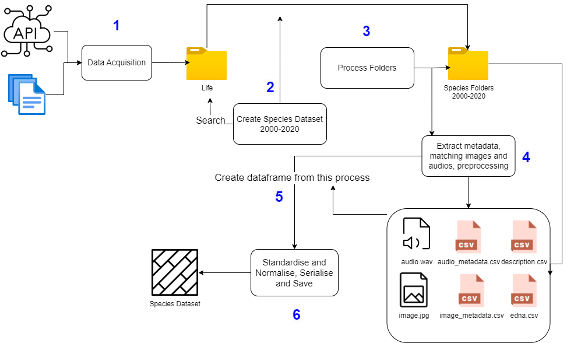 API
1
Data Acquisition
Life
2
Search
Create Species Dataset
2000-2020
3
Process Folders
Species Folders
2000-2020
Extract metadata,
matching images and
audios, preprocessing
4
Create dataframe from this process
5
audio.wav
CSV
audio_metadata.csv
CSV
description.csv
image.jpg
CSV
image_metadata.csv
CSV
edna.csv
Standardise and
Normalise, Serialise
and Save
6
Species Dataset